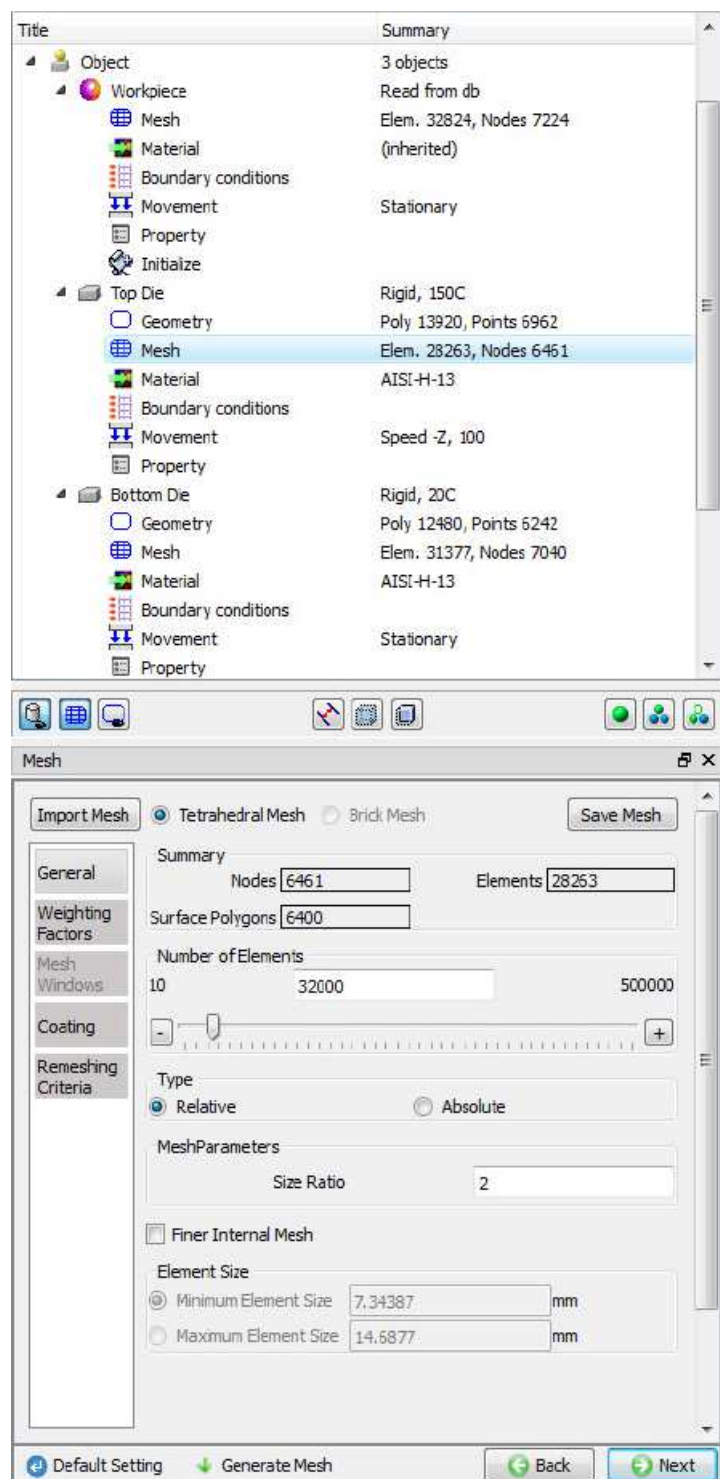 Title Summary
Object 3 objects
Workpiece Read from db
Mesh Elem. 32824, Nodes 7224
Material (inherited)
Boundary conditions
Movement Stationary
Property
Initialize
Top Die Rigid, 150C
Geometry Poly 13920, Points 6962
Mesh Elem. 28263, Nodes 6461
Material AISI-H-13
Boundary conditions
Movement Speed -Z, 100
Property
Bottom Die Rigid, 20C
Geometry Poly 12480, Points 6242
Mesh Elem. 31377, Nodes 7040
Material AISI-H-13
Boundary conditions
Movement Stationary
Property
Mesh
Import Mesh Tetrahedral Mesh Brick Mesh Save Mesh
General
Weighting
Factors
Mesh
Windows
Coating
Remeshing
Criteria
Summary
Nodes 6461 Elements 28263
Surface Polygons 6400
Number of Elements
10 32000 500000
- +
Type
Relative Absolute
MeshParameters
Size Ratio 2
Finer Internal Mesh
Element Size
Minimum Element Size 7.34387 mm
Maximum Element Size 14.6877 mm
Default Setting Generate Mesh Back Next